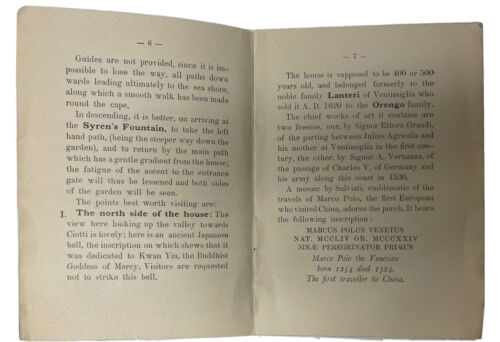 — 6 —
Guides are not provided, since it is im-
possible to lose the way, all paths down
wards leading ultimately to the sea shore,
along which a smooth walk has been made
round the cape,
In descending, it is better, on arriving at
the Syren's Fountain, to take the left
hand path, (being the steeper way down the
garden), and to return by the main path
which has a gentle gradient from the house;
the fatigue of the ascent to the entrance
gate will thus be lessened and both sides
of the garden will be seen.
The points best worth visiting are:
1. The north side of the house: The
view here looking up the valley towards
Ciotti is lovely; here is an ancient Japanese
bell, the inscription on which shews that it
was dedicated to Kwan Yin, the Buddhist
Goddess of Mercy, Visitors are requested
not to strike this bell.
— 7 —
The house is supposed to be 400 or 500
years old, and belonged formerly to the
noble family Lanteri of Ventimiglia who
sold it A. D. 1620 to the Orengo family.
The chief works of art it contains are
two frescus, one, by Signor Ettore Grandi,
of the parting between Julius Agricola and
his mother at Ventimiglia in the first cen-
tury, the other, by Signor A. Vernazza, of
the passage of Charles V. of Germany and
his army along this coast in 1536.
A mosaic by Salviati, emblematic of the
travels of Marco Polo, the first European
who visited China, adorns the porch. It bears
the following inscription:
MARCUS POLUS VENETUS
NAT. MCCLIV OB. MCCCXXIV
SINÆ PEREGRINATOR PRIMUS
Marco Polo the Venetian
born 1254 died 1324.
The first traveller to China.